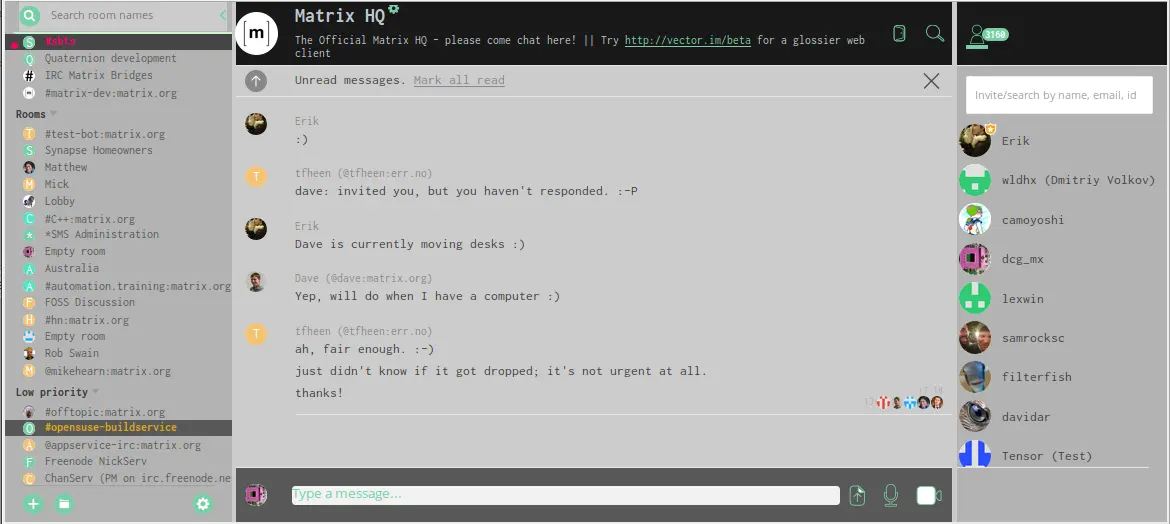 Search room names
#sbts
Quaternion development
IRC Matrix Bridges
#matrix-dev:matrix.org
Rooms
#test-bot:matrix.org
Synapse Homeowners
Matthew
Mick
Lobby
#C++:matrix.org
*SMS Administration
Empty room
Australia
#automation.training:matrix.org
FOSS Discussion
#hn:matrix.org
Empty room
Rob Swain
@mikehearn:matrix.org
Low priority
#offtopic:matrix.org
#opensuse-buildservice
@appservice-irc:matrix.org
Freenode NickServ
ChanServ (PM on irc.freenode.ne
[m]
Matrix HQ
The Official Matrix HQ - please come chat here! || Try http://vector.im/beta for a glossier web
client
Unread messages. Mark all read
Erik
:)
T
tfheen (@tfheen:err.no)
dave: invited you, but you haven't responded. :-P
Erik
Dave is currently moving desks :)
Dave (@dave:matrix.org)
Yep, will do when I have a computer :)
T
tfheen (@tfheen:err.no)
ah, fair enough. :-)
just didn't know if it got dropped; it's not urgent at all.
thanks!
Type a message...
3160
Invite/search by name, email, id
Erik
wldhx (Dmitriy Volkov)
camoyoshi
dcg_mx
lexwin
samrocksc
filterfish
davidar
Tensor (Test)